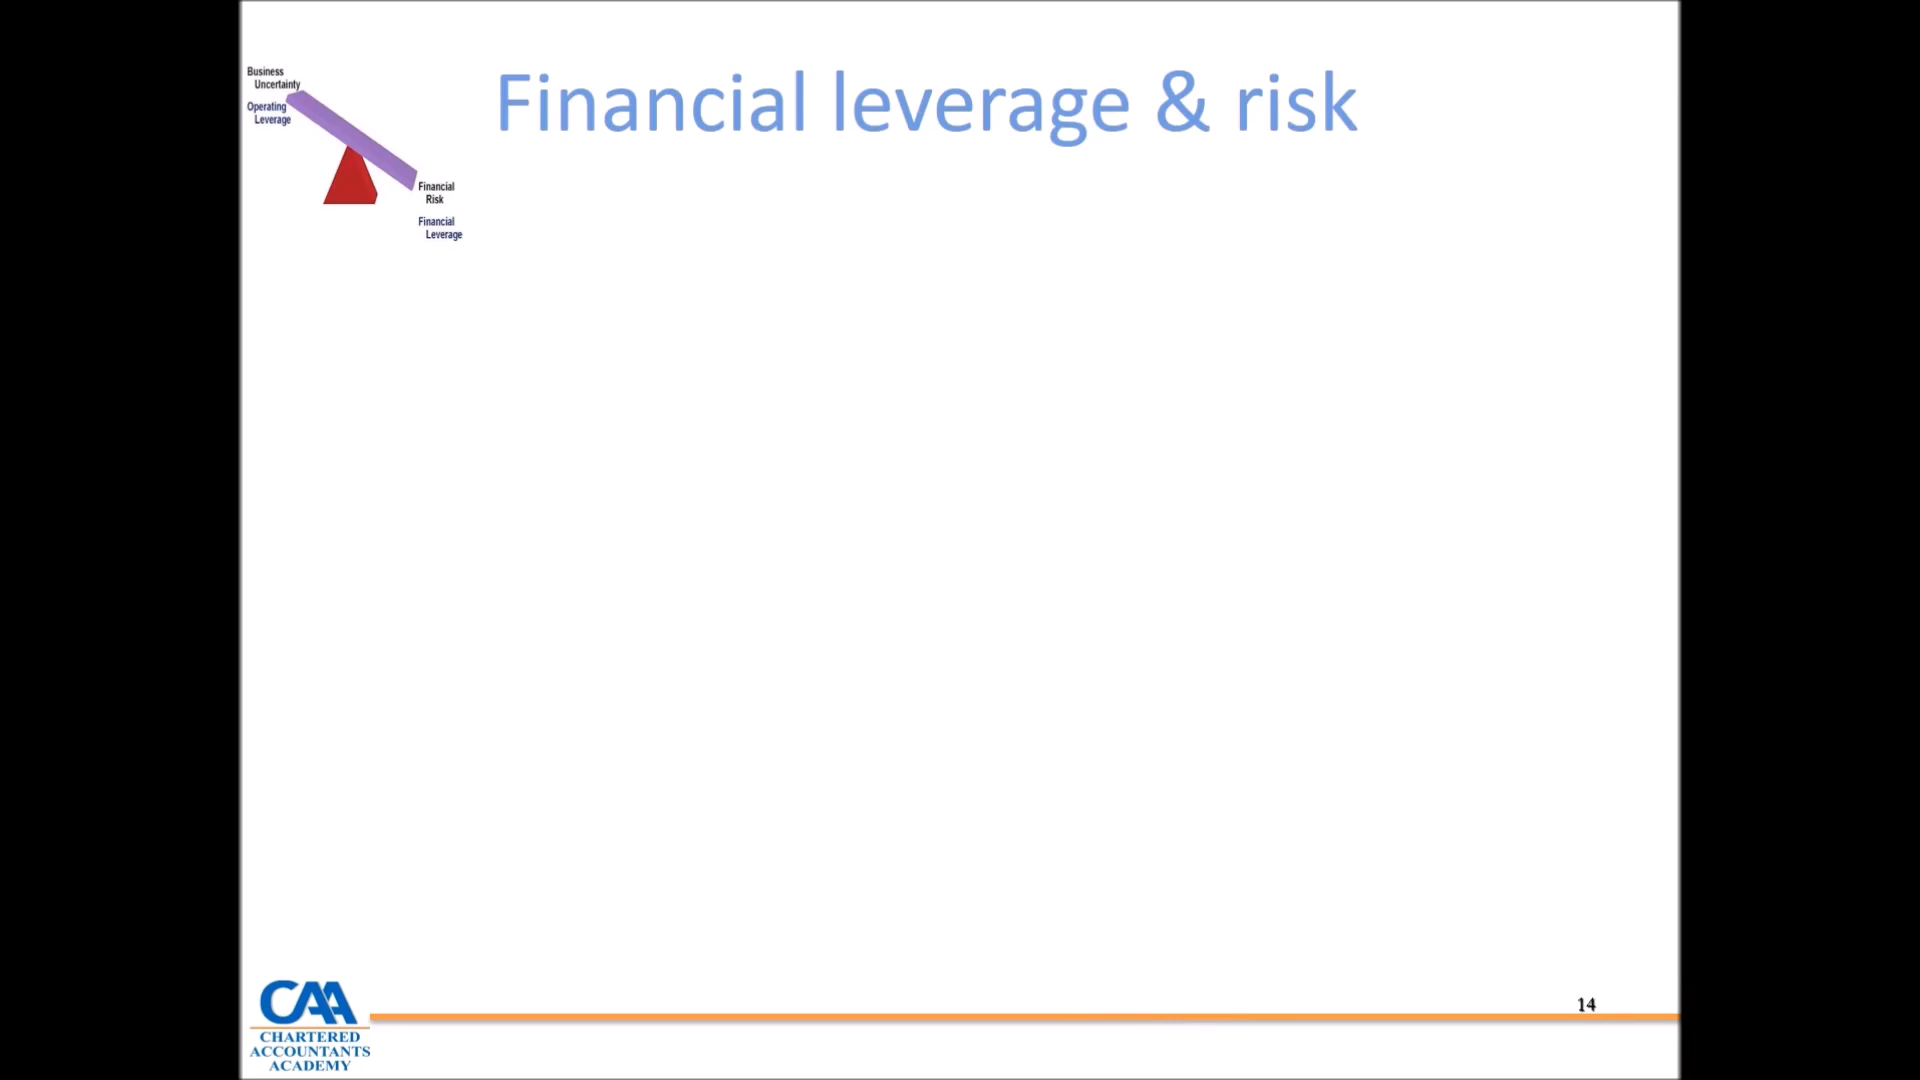 Business
Uncertainty
Operating
Leverage
Financial leverage & risk
Financial
Risk
Financial
Leverage
14
CAA
CHARTERED
ACCOUNTANTS
ACADEMY